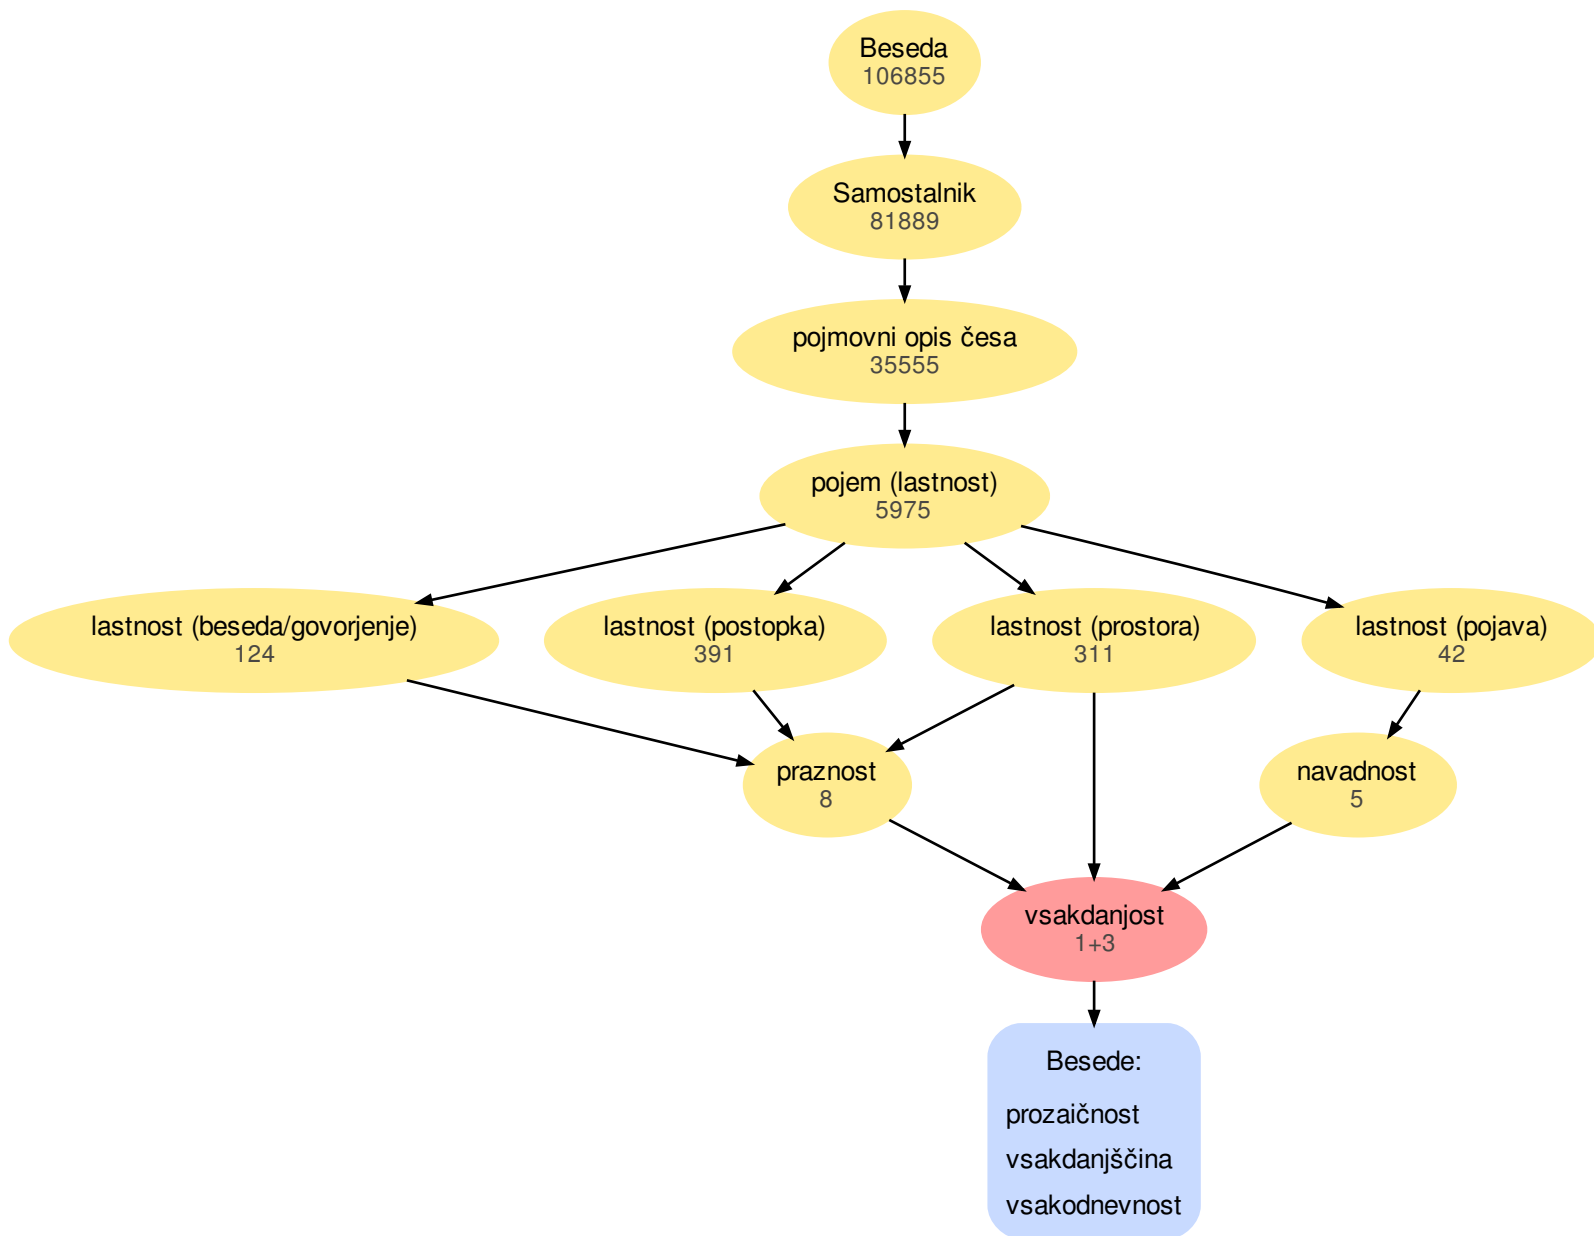 Beseda
106855
Samostalnik
81889
pojmovni opis česa
35555
pojem (lastnost)
5975
lastnost (beseda/govorjenje)
124
lastnost (postopka)
391
lastnost (prostora)
311
lastnost (pojava)
42
praznost
8
navadnost
5
vsakdanjost
1+3
Besede:
prozaičnost
vsakdanjščina
vsakodnevnost